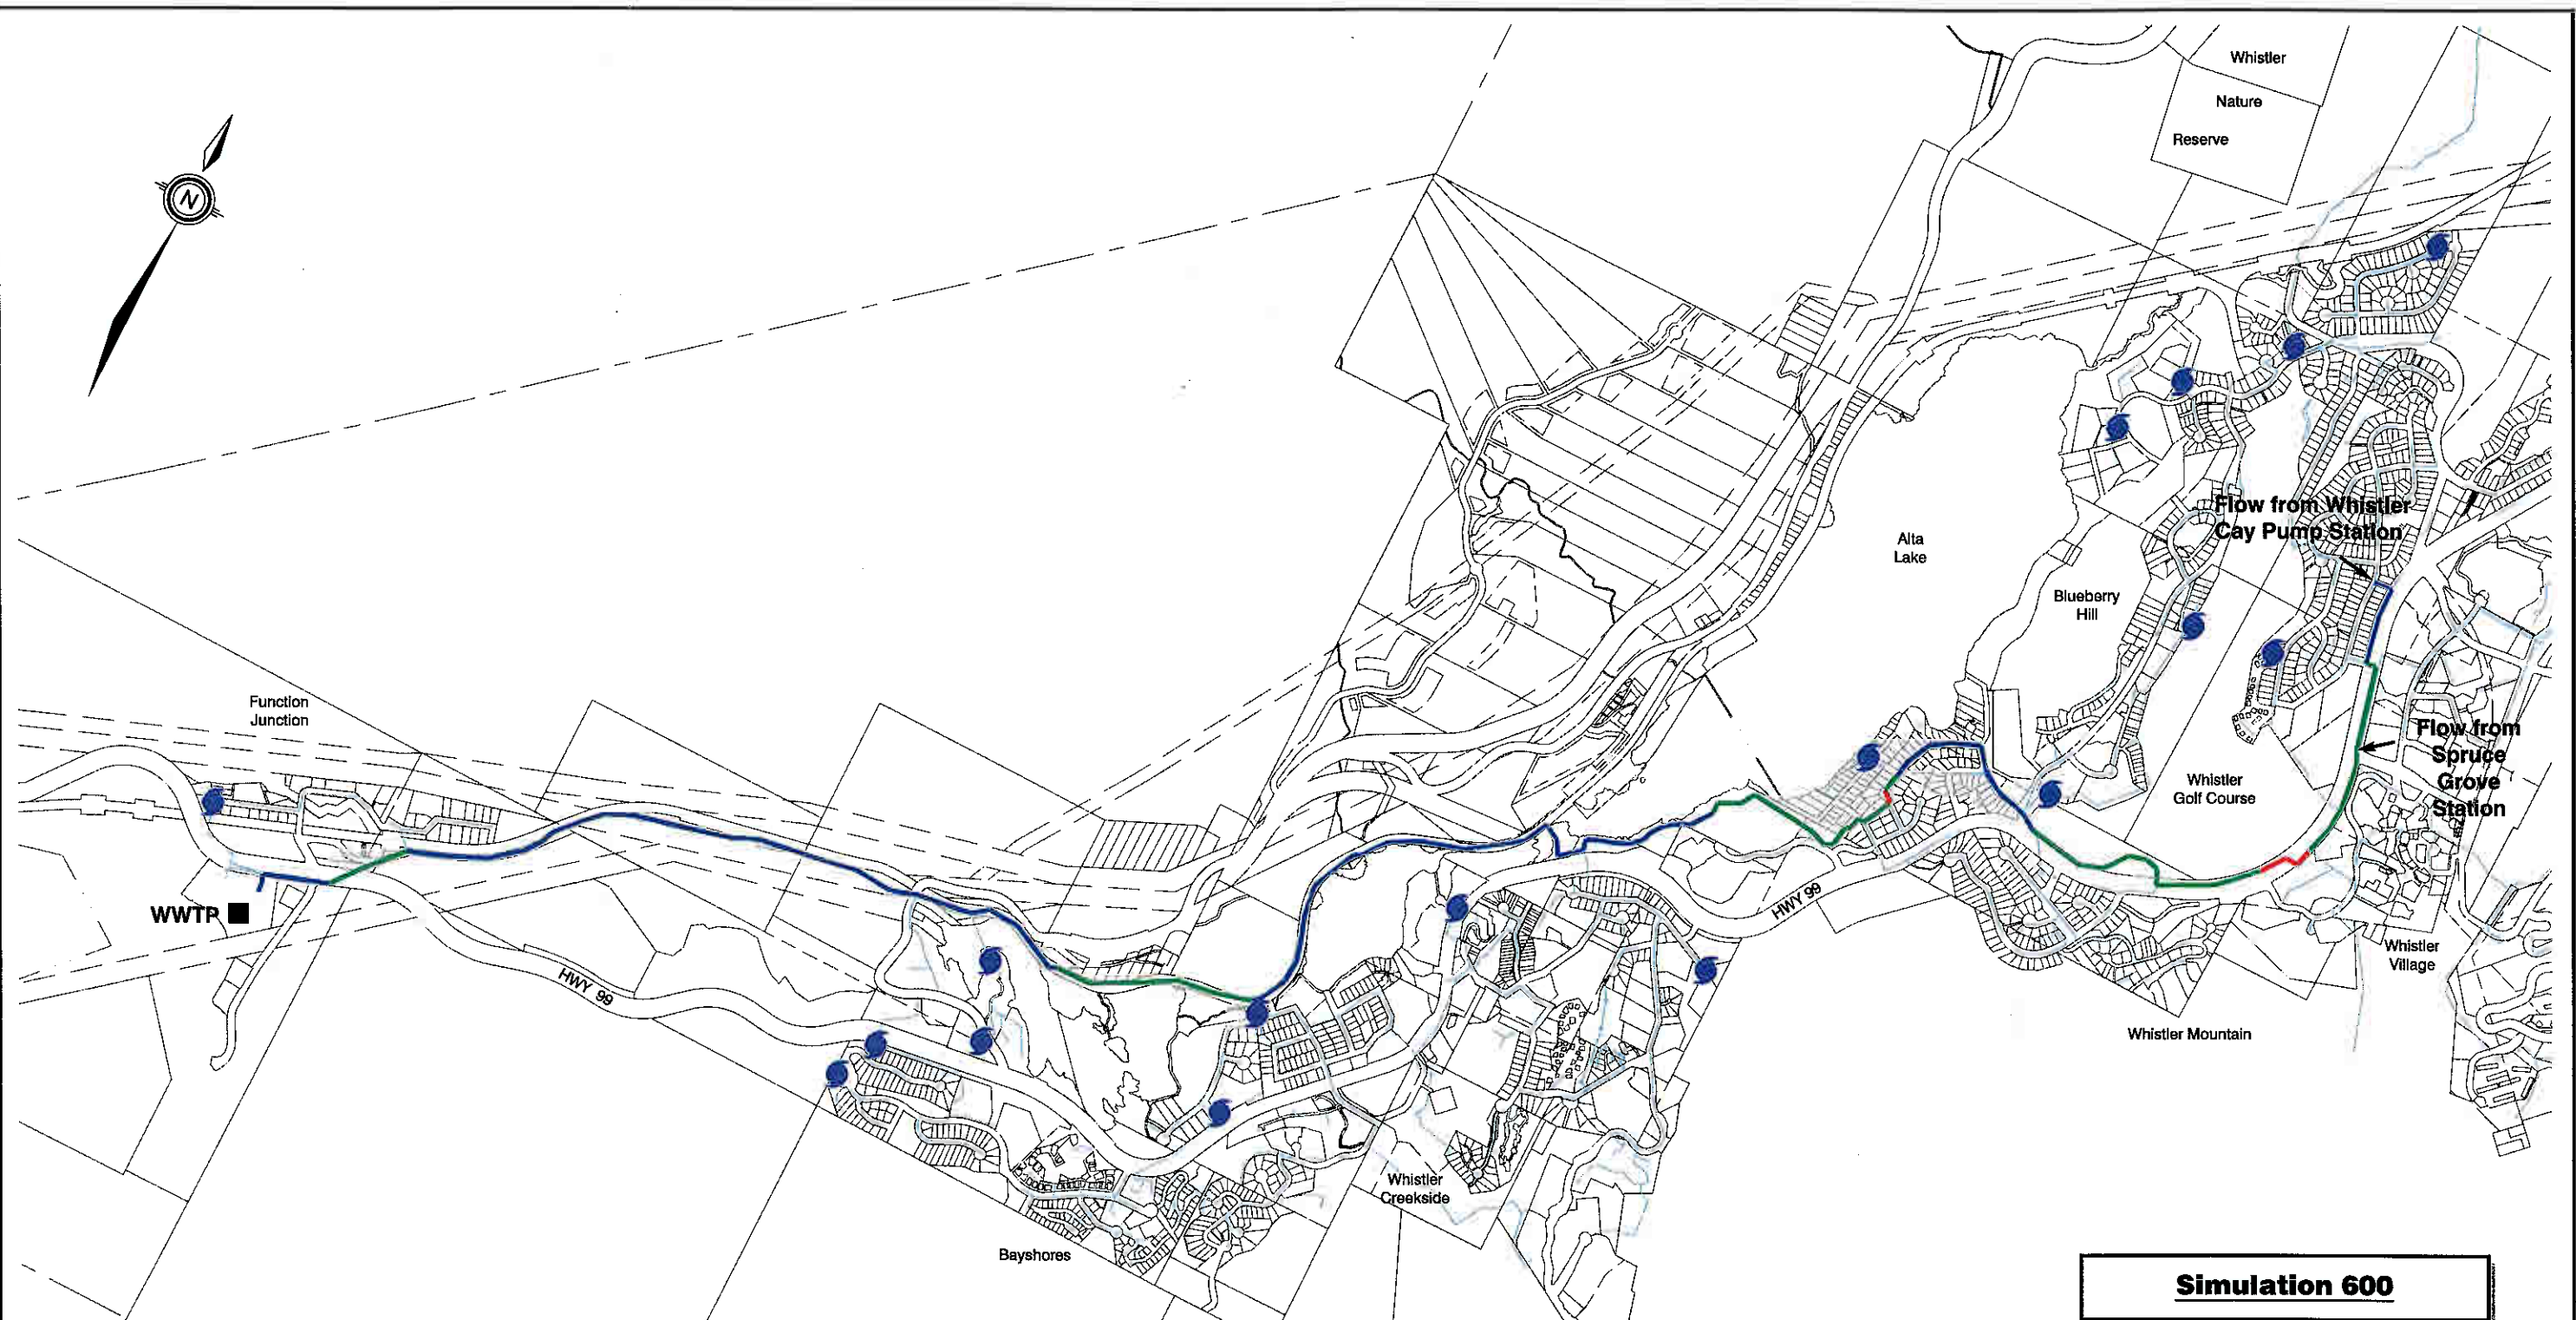 Whistler
Nature
Reserve
N
Flow from Whistler
Cay Pump Station
Alta
Lake
Blueberry
Hill
Function
Junction
Flow from
Spruce
Grove
Station
Whistler
Golf Course
WWTP
HWY 99
HWY 99
Whistler
Village
Whistler Mountain
Whistler
Creekside
Bayshores
Simulation 600